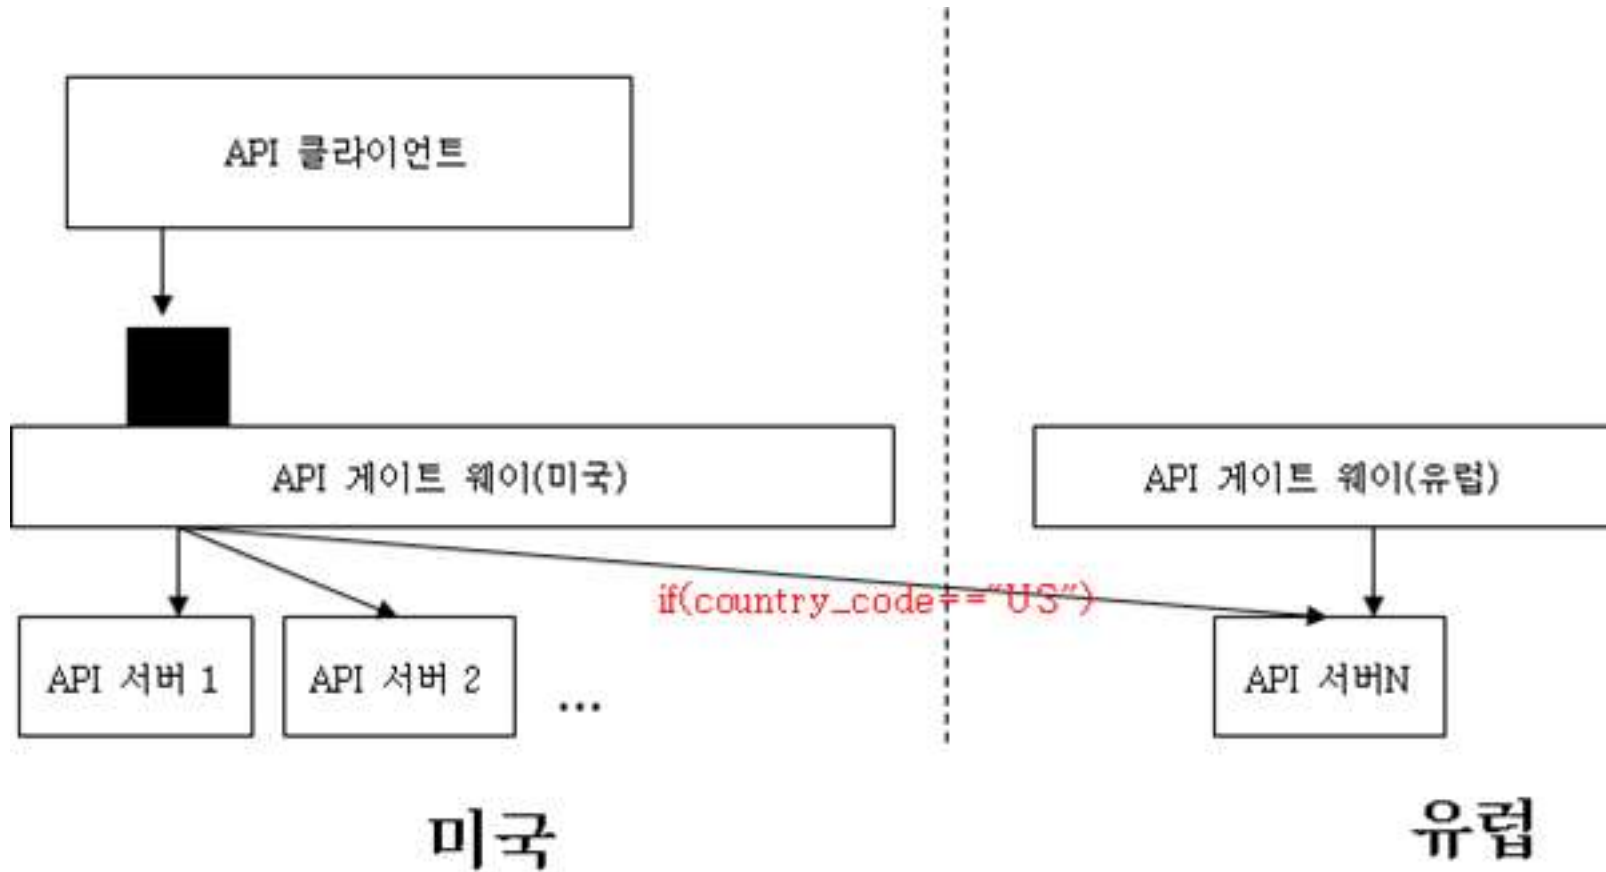 API 클라이언트
API 게이트 웨이(미국)
API 게이트 웨이(유럽)
if(country_code=="US")
API 서버 1
API 서버 2
...
API 서버N
미국
유럽